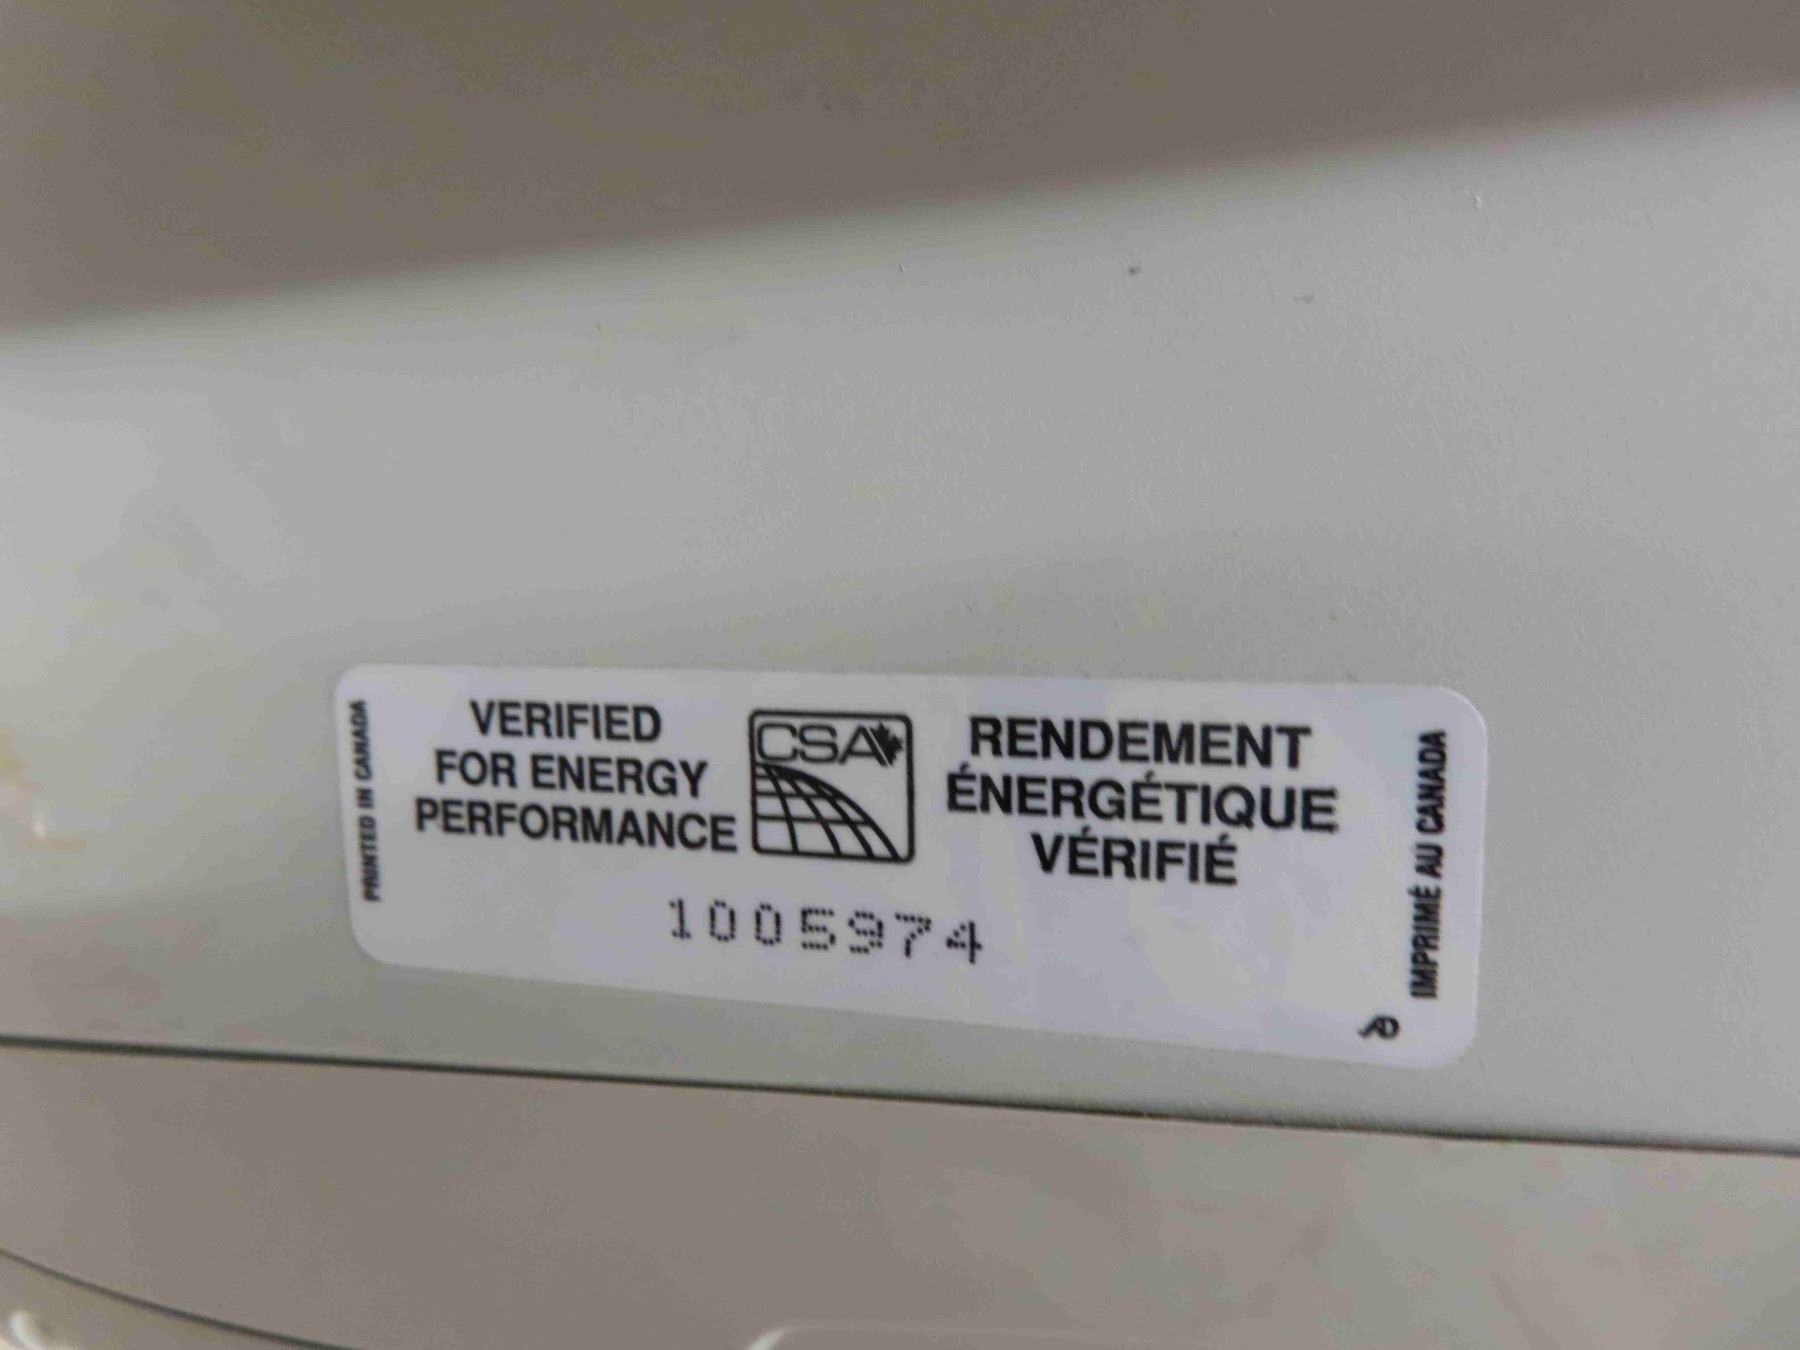 PRINTED IN CANADA
VERIFIED
FOR ENERGY
PERFORMANCE
CSA
RENDEMENT
ÉNERGÉTIQUE
VÉRIFIÉ
1005974
IMPRIMÉ AU CANADA